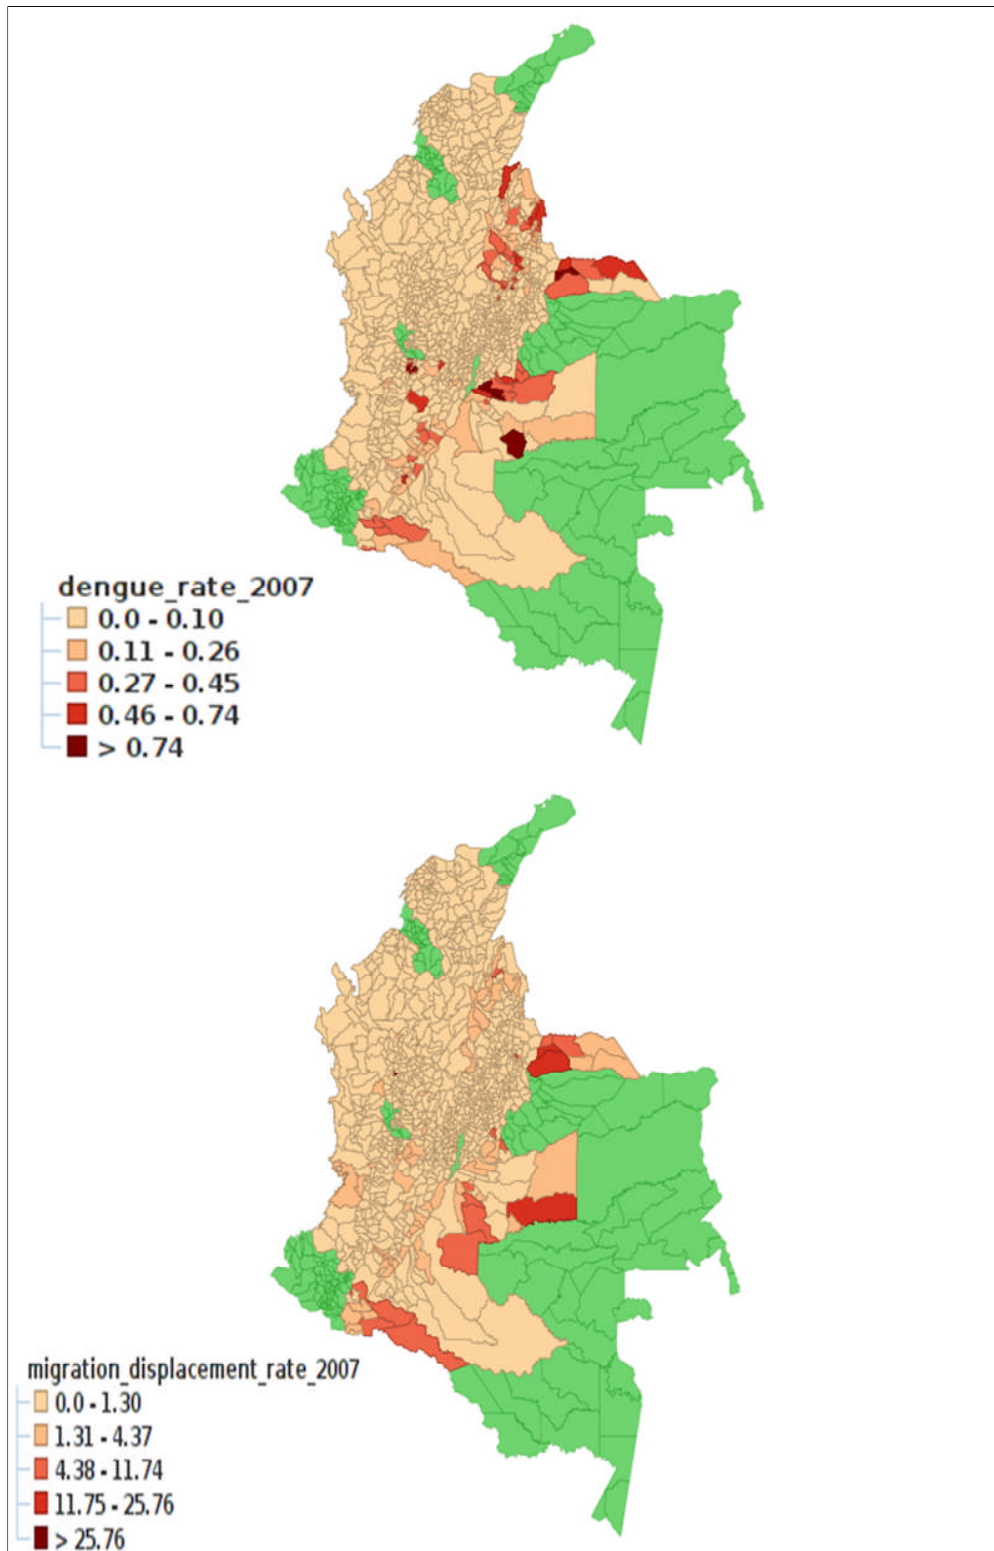 dengue_rate_2007
0.0 - 0.10
0.11 - 0.26
0.27 - 0.45
0.46 - 0.74
> 0.74
migration_displacement_rate_2007
0.0 - 1.30
1.31 - 4.37
4.38 - 11.74
11.75 - 25.76
> 25.76